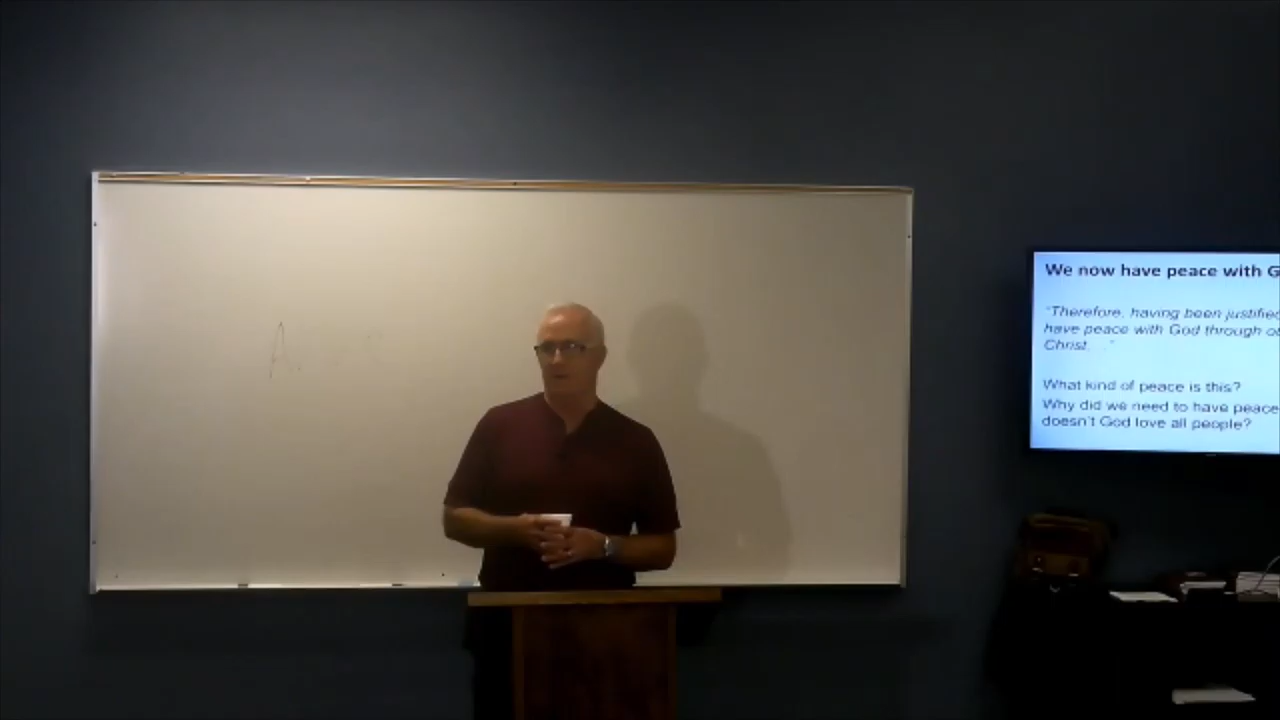 A
We now have peace with G
"Therefore, having been justified
have peace with God through o
Christ. . ."
What kind of peace is this?
Why did we need to have peace
doesn't God love all people?